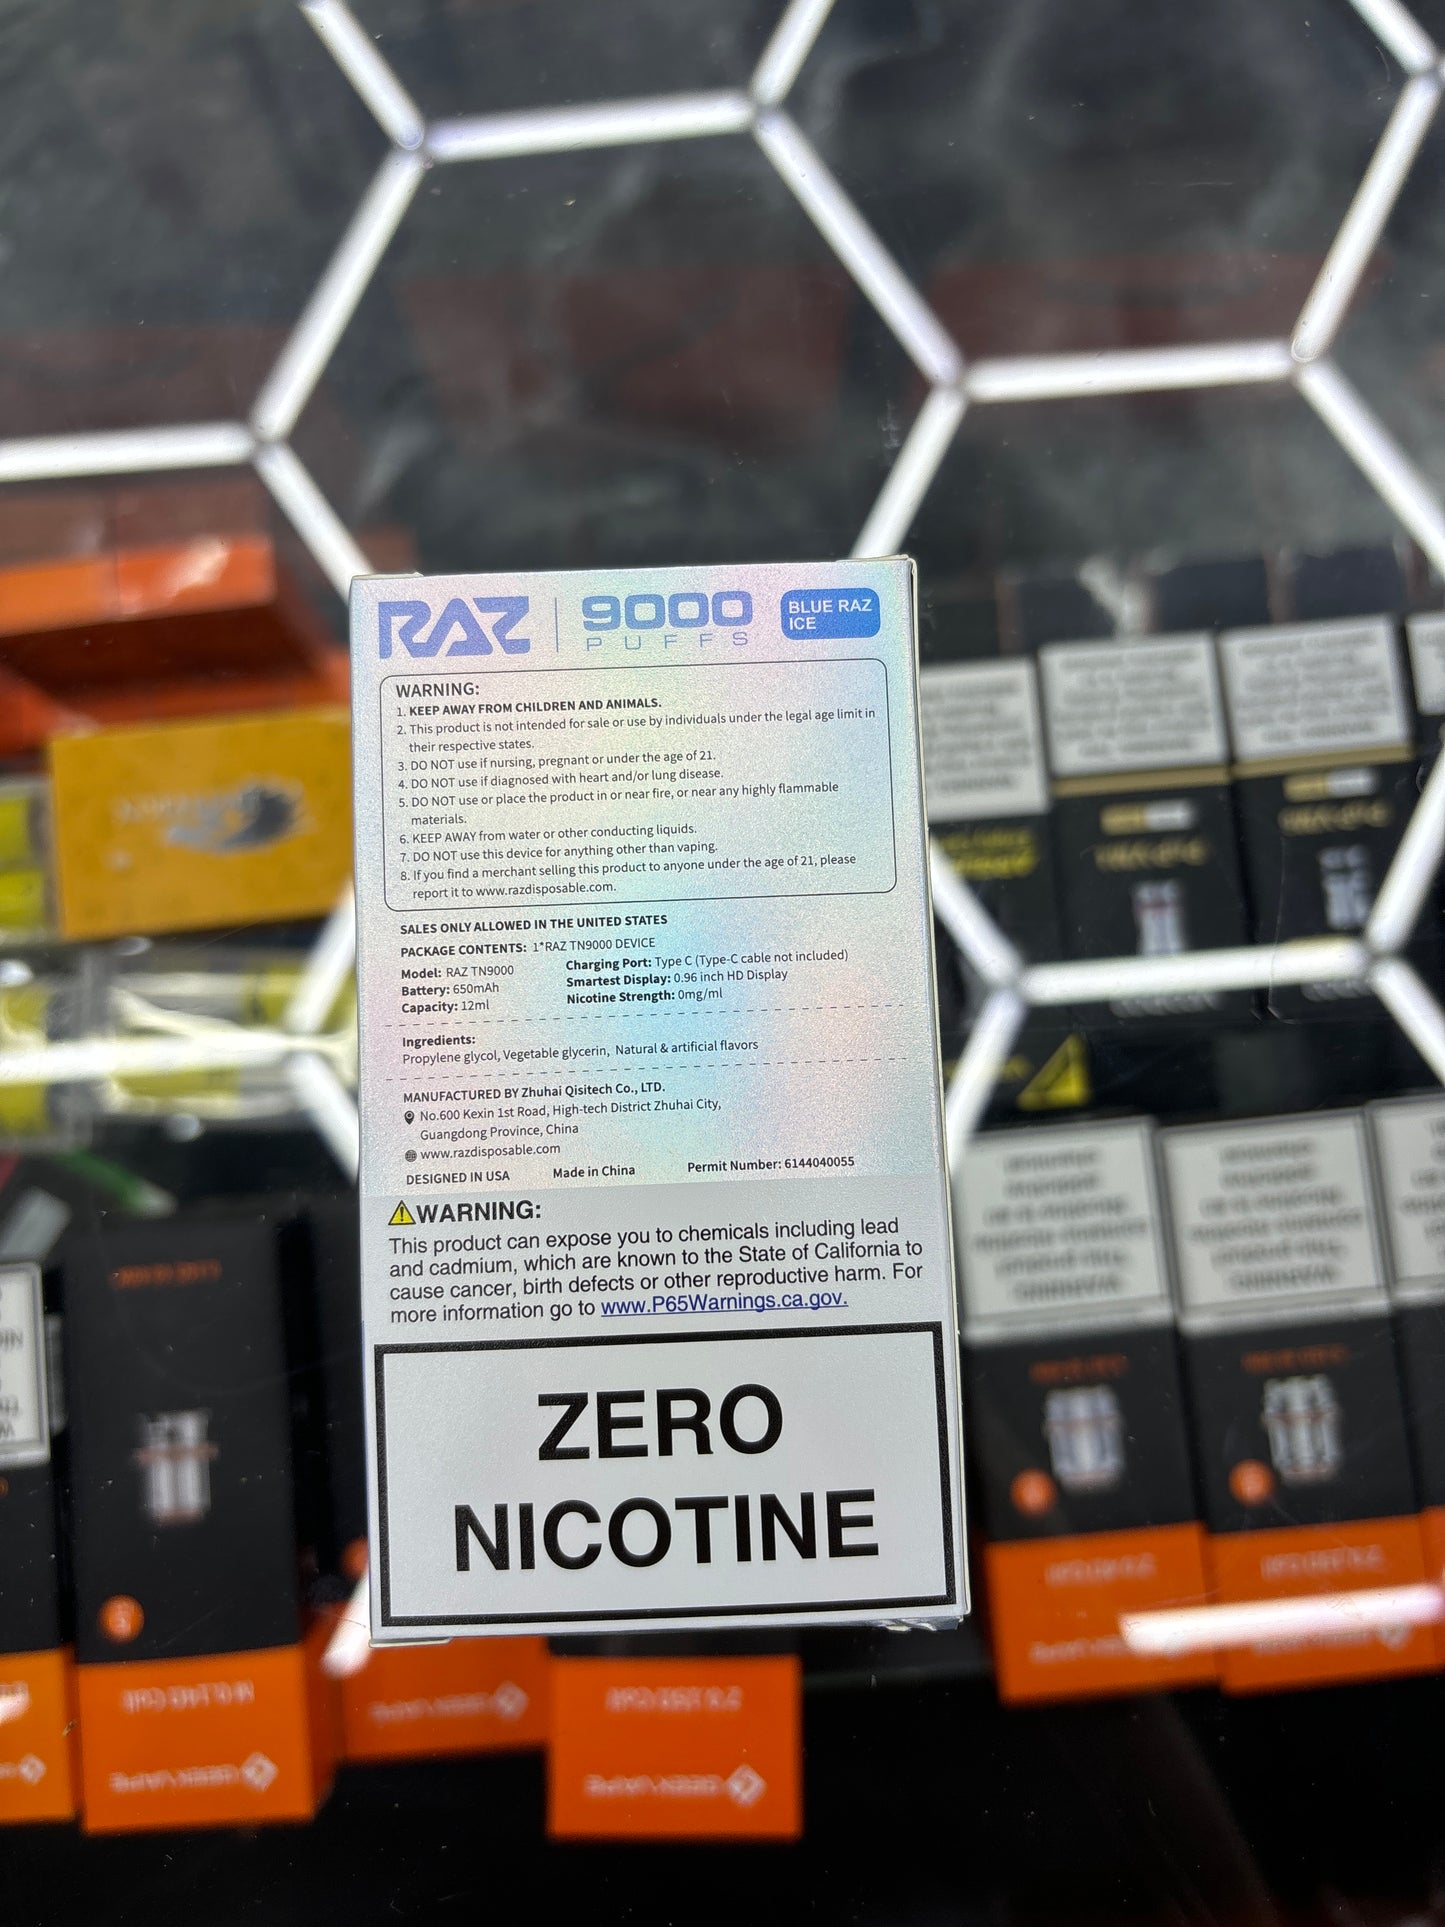 RAZ 9000 PUFFS BLUE RAZ ICE
WARNING:
1. KEEP AWAY FROM CHILDREN AND ANIMALS.
2. This product is not intended for sale or use by individuals under the legal age limit in
their respective states.
3. DO NOT use if nursing, pregnant or under the age of 21.
4. DO NOT use if diagnosed with heart and/or lung disease.
5. DO NOT use or place the product in or near fire, or near any highly flammable
materials.
6. KEEP AWAY from water or other conducting liquids.
7. DO NOT use this device for anything other than vaping.
8. If you find a merchant selling this product to anyone under the age of 21, please
report it to www.razdisposable.com.
SALES ONLY ALLOWED IN THE UNITED STATES
PACKAGE CONTENTS: 1*RAZ TN9000 DEVICE
Model: RAZ TN9000
Battery: 650mAh
Capacity: 12ml
Charging Port: Type C (Type-C cable not included)
Smartest Display: 0.96 inch HD Display
Nicotine Strength: 0mg/ml
Ingredients:
Propylene glycol, Vegetable glycerin, Natural & artificial flavors
MANUFACTURED BY Zhuhai Qisitech Co., LTD.
No.600 Kexin 1st Road, High-tech District Zhuhai City,
Guangdong Province, China
www.razdisposable.com
DESIGNED IN USA Made in China Permit Number: 6144040055
WARNING:
This product can expose you to chemicals including lead
and cadmium, which are known to the State of California to
cause cancer, birth defects or other reproductive harm. For
more information go to www.P65Warnings.ca.gov.
ZERO
NICOTINE
GEEK VAPE
GEEK VAPE
GEEK VAPE